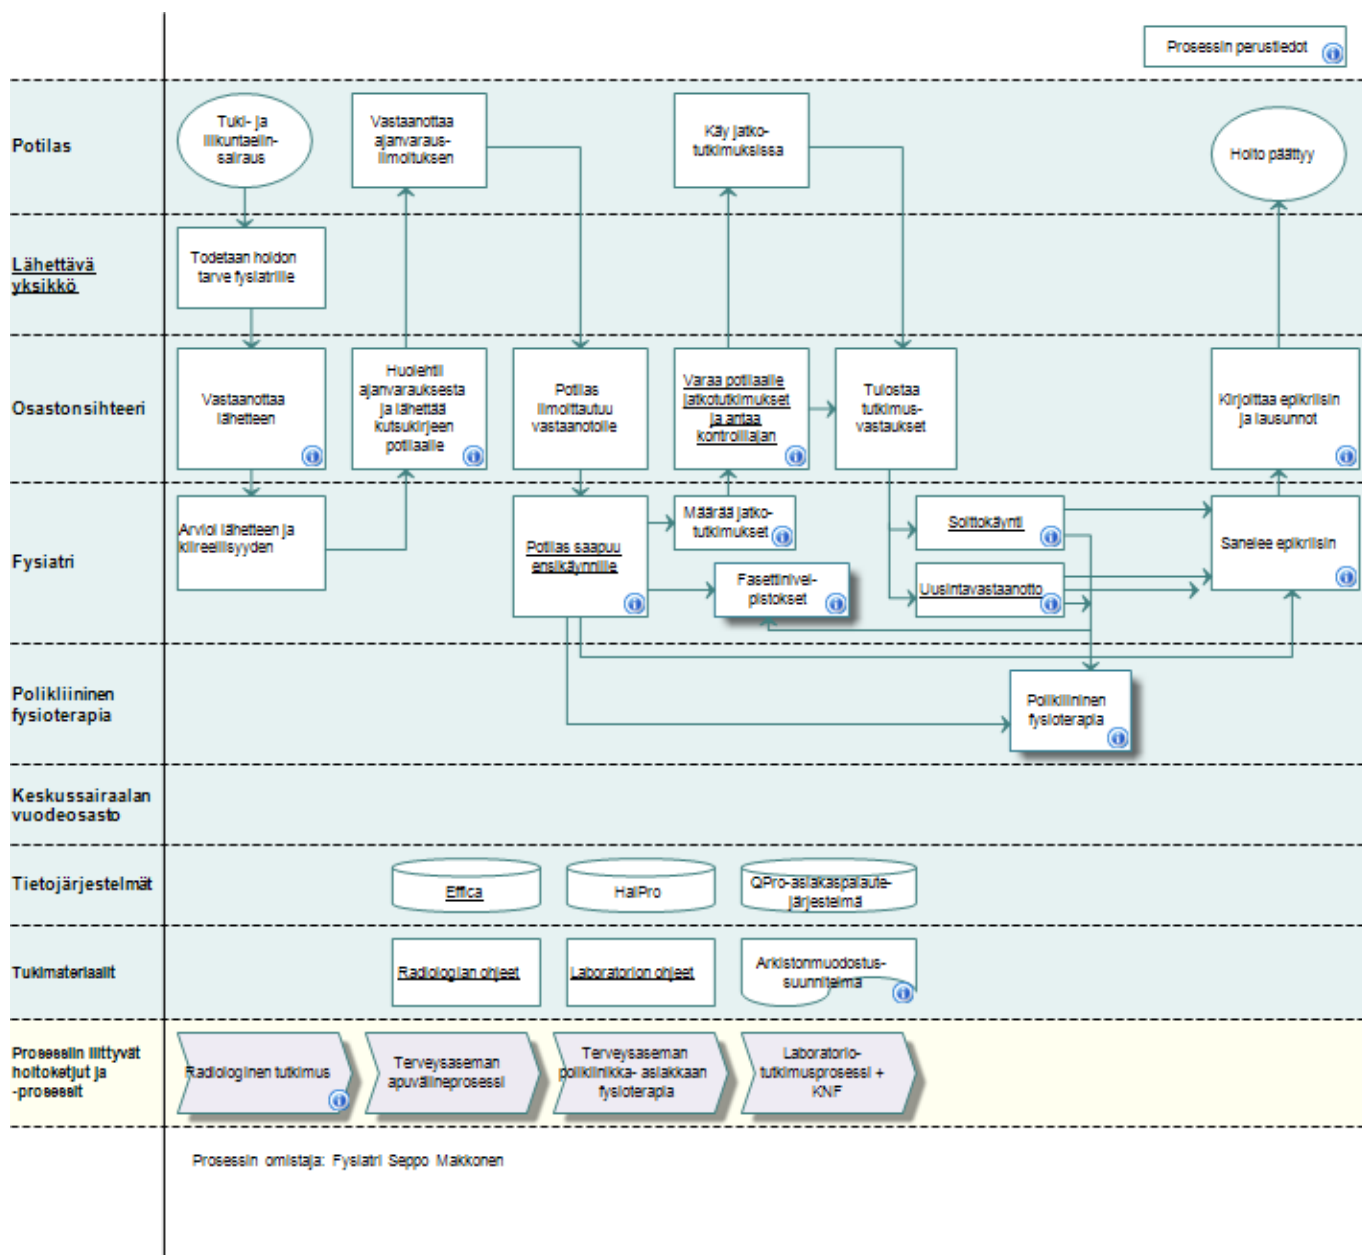 Prosessin perustiedot
Potilas
Tuki- ja
liikuntaelin-
sairaus
Vastaanottaa
ajanvaraus-
ilmoituksen
Käy jatko-
tutkimuksissa
Hoito päättyy
Lähettävä
yksikkö
Todetaan hoidon
tarve fysiatrille
Osastonsihteeri
Vastaanottaa
lähetteen
Huolehtii
ajanvarauksesta
ja lähettää
kutsukirjeen
potilaalle
Potilas
ilmoittautuu
vastaanotolle
Varaa potilaalle
jatkotutkimukset
ja antaa
kontrolliajan
Tulostaa
tutkimus-
vastaukset
Kirjoittaa epikriisin
ja lausunnot
Fysiatri
Arvioi lähetteen ja
kiireellisyyden
Potilas saapuu
ensikäynnille
Määrää jatko-
tutkimukset
Fasettinivel-
pistokset
Soittokäynti
Uusintavastaanotto
Sanelee epikriisin
Polikliininen
fysioterapia
Polikliininen
fysioterapia
Keskussairaalan
vuodeosasto
Tietojärjestelmät
Effica
HaiPro
QPro-asiakaspalaute-
järjestelmä
Tukimateriaalit
Radiologian ohjeet
Laboratorion ohjeet
Arkistonmuodostus-
suunnitelma
Prosessiin liittyvät
hoitoketjut ja
-prosessit
Radiologinen tutkimus
Terveysaseman
apuvälineprosessi
Terveysaseman
poliklinikka- asiakkaan
fysioterapia
Laboratorio-
tutkimusprosessi +
KNF
Prosessin omistaja: Fysiatri Seppo Makkonen